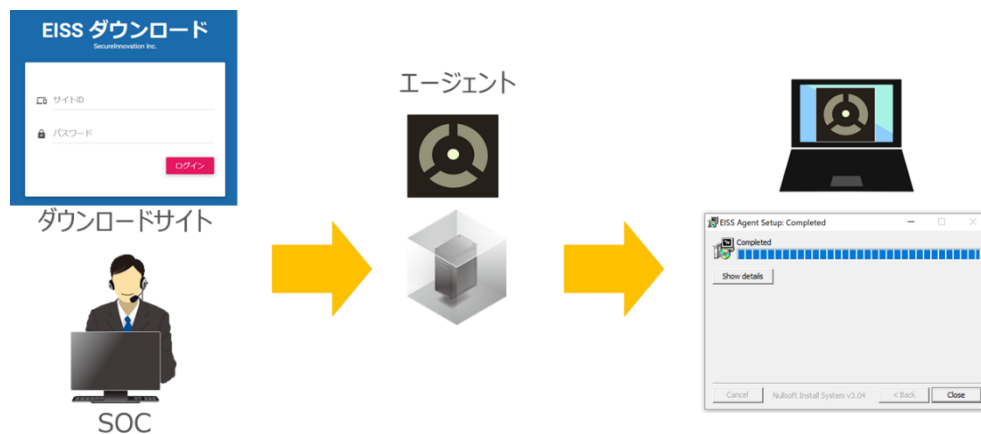 EISS ダウンロード
SecureInnovation Inc.
サイトID
パスワード
ログイン
ダウンロードサイト
SOC
エージェント
EISS Agent Setup: Completed
Completed
Show details
Cancel
Nullsoft Install System v3.04
< Back
Close